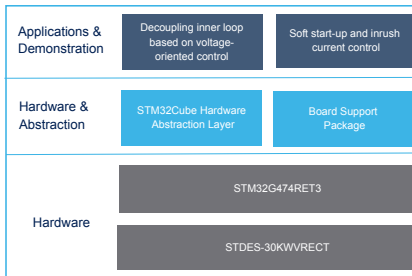 Applications &
Demonstration
Decoupling inner loop
based on voltage-
oriented control
Soft start-up and inrush
current control
Hardware &
Abstraction
STM32Cube Hardware
Abstraction Layer
Board Support
Package
Hardware
STM32G474RET3
STDES-30KWVRECT